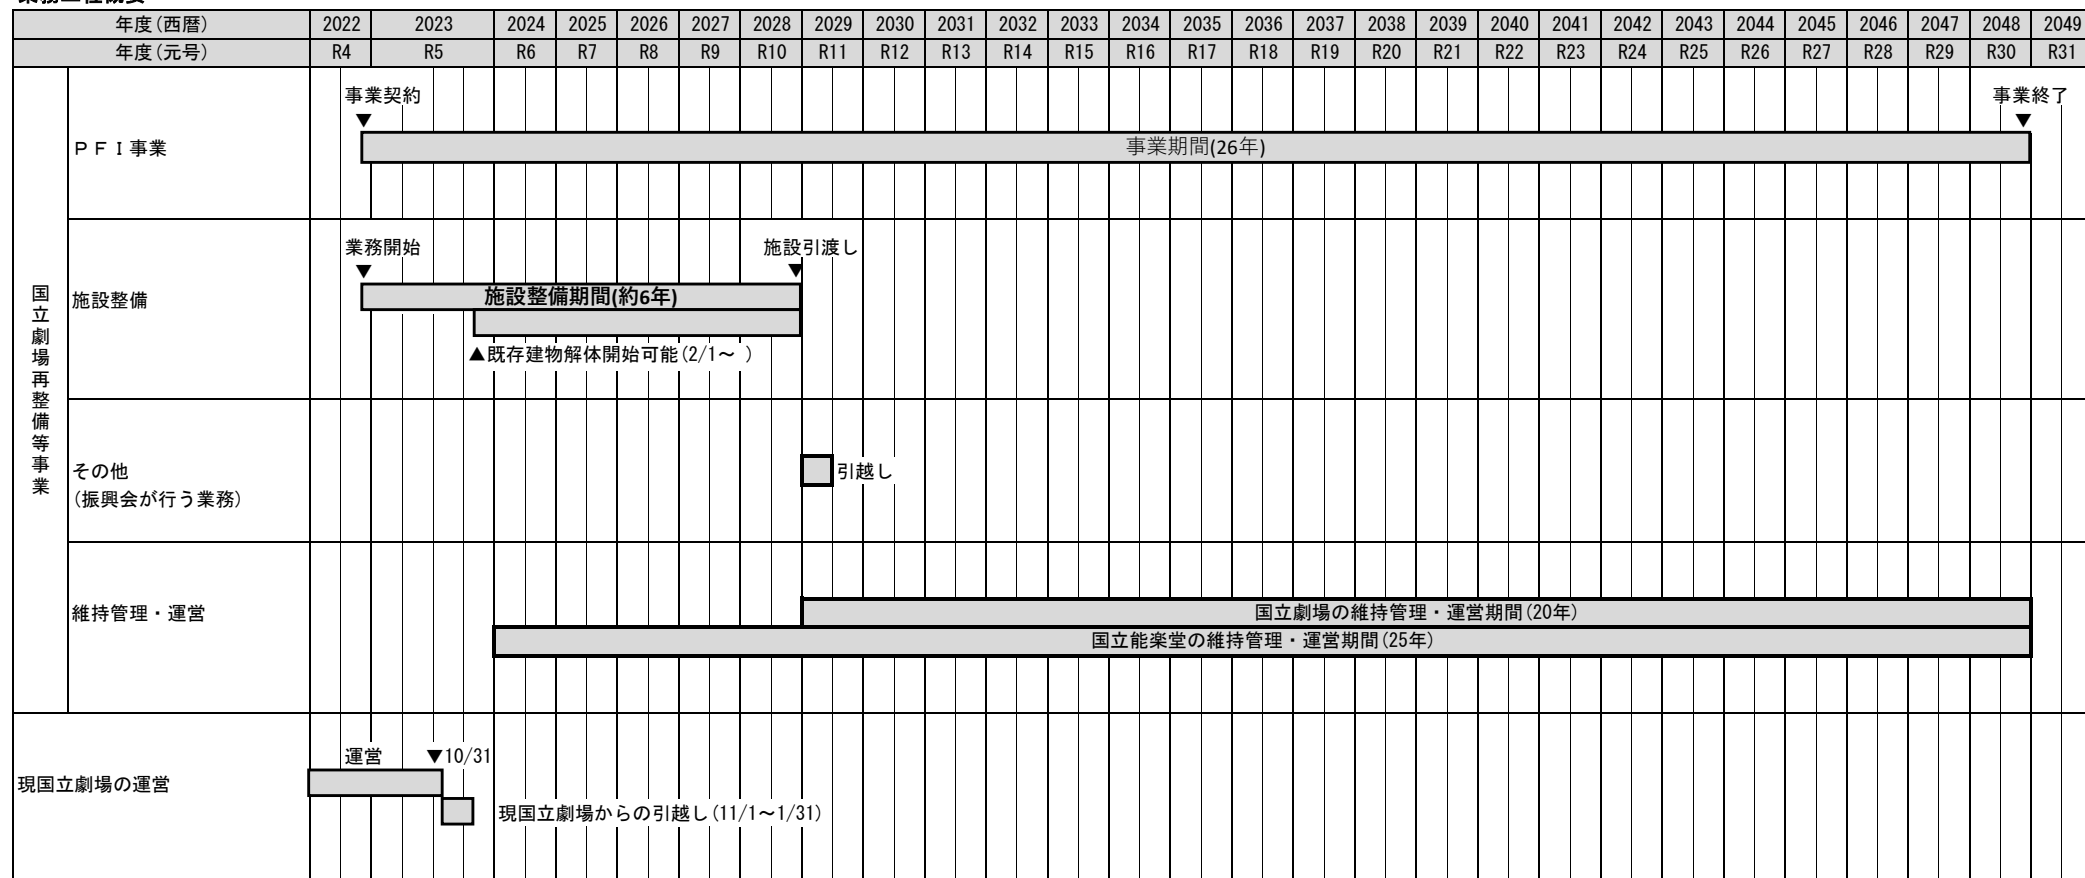 年度(西暦) 2022 2023 2024 2025 2026 2027 2028 2029 2030 2031 2032 2033 2034 2035 2036 2037 2038 2039 2040 2041 2042 2043 2044 2045 2046 2047 2048 2049
年度(元号) R4 R5 R6 R7 R8 R9 R10 R11 R12 R13 R14 R15 R16 R17 R18 R19 R20 R21 R22 R23 R24 R25 R26 R27 R28 R29 R30 R31
国立劇場再整備等事業
事業契約
事業終了
▼
▼
ＰＦＩ事業
事業期間(26年)
業務開始
施設引渡し
▼
▼
施設整備
施設整備期間(約6年)
▲既存建物解体開始可能(2/1～ )
その他
(振興会が行う業務)
引越し
維持管理・運営
国立劇場の維持管理・運営期間(20年)
国立能楽堂の維持管理・運営期間(25年)
運営
▼10/31
現国立劇場の運営
現国立劇場からの引越し(11/1～1/31)